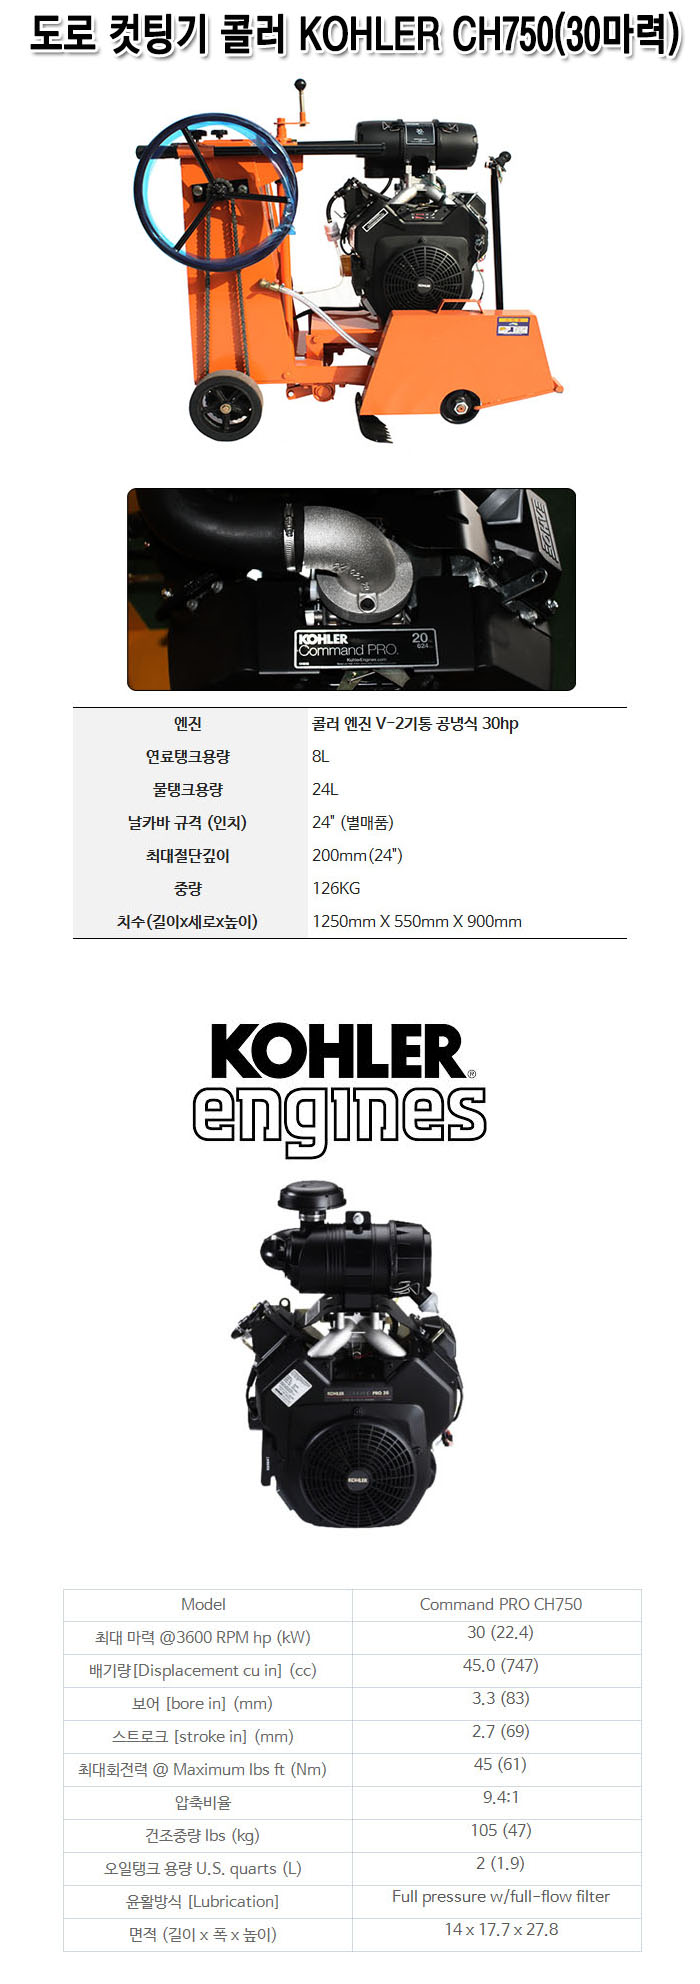 도로 컷팅기 콜러 KOHLER CH750(30마력)
KOHLER
KOHLER
Command PRO. 20
624
KohlerEngines.com
엔진 콜러 엔진 V-2기통 공냉식 30hp
연료탱크용량 8L
물탱크용량 24L
날카바 규격 (인치) 24" (별매품)
최대절단깊이 200mm(24")
중량 126KG
치수(길이x세로x높이) 1250mm X 550mm X 900mm
KOHLER®
engines
KOHLER
KOHLER
Model Command PRO CH750
최대 마력 @3600 RPM hp (kW) 30 (22.4)
배기량[Displacement cu in] (cc) 45.0 (747)
보어 [bore in] (mm) 3.3 (83)
스트로크 [stroke in] (mm) 2.7 (69)
최대회전력 @ Maximum lbs ft (Nm) 45 (61)
압축비율 9.4:1
건조중량 lbs (kg) 105 (47)
오일탱크 용량 U.S. quarts (L) 2 (1.9)
윤활방식 [Lubrication] Full pressure w/full-flow filter
면적 (길이 x 폭 x 높이) 14 x 17.7 x 27.8